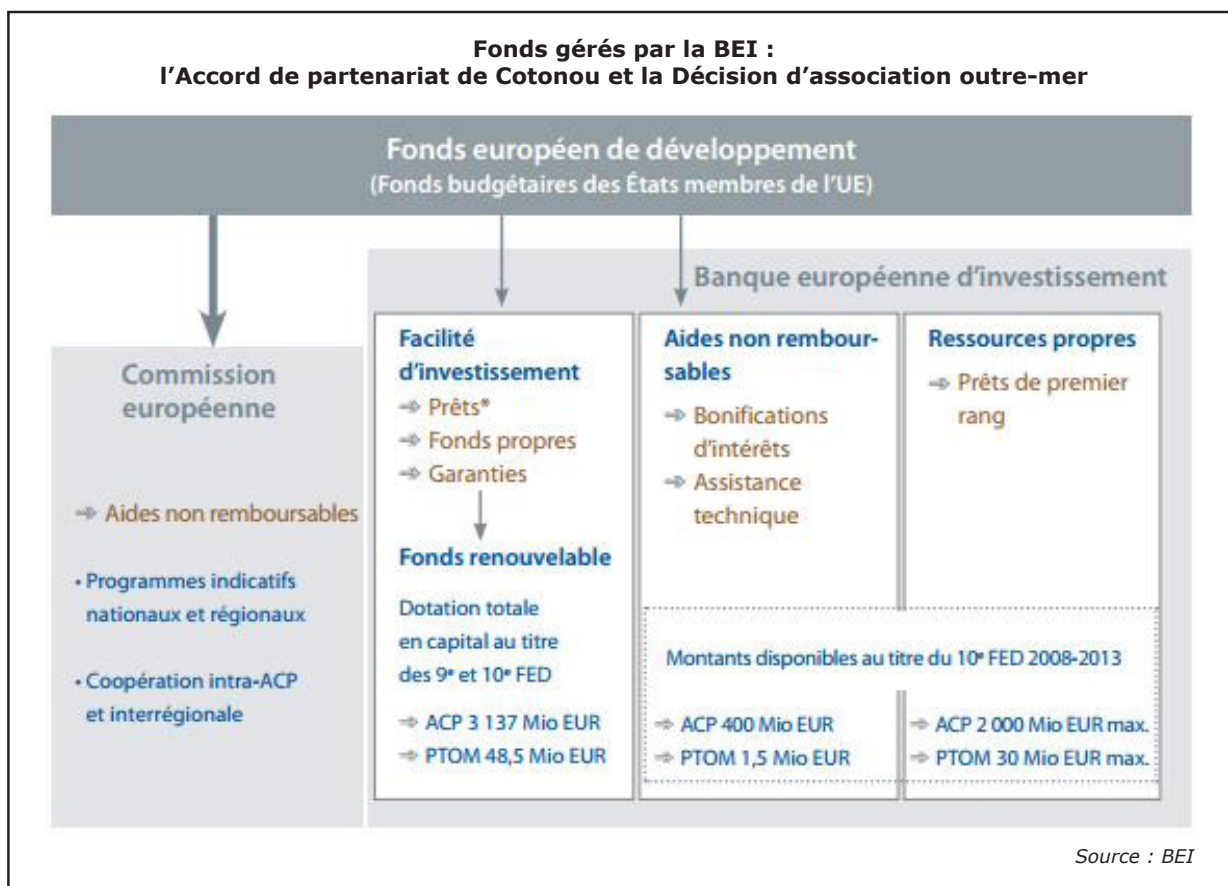 Fonds gérés par la BEI :
l’Accord de partenariat de Cotonou et la Décision d’association outre-mer
Fonds européen de développement
(Fonds budgétaires des États membres de l’UE)
Banque européenne d’investissement
Commission
européenne
⇒ Aides non remboursables
• Programmes indicatifs
nationaux et régionaux
• Coopération intra-ACP
et interrégionale
Facilité
d’investissement
⇒ Prêts*
⇒ Fonds propres
⇒ Garanties
Fonds renouvelable
Dotation totale
en capital au titre
des 9e et 10e FED
⇒ ACP 3 137 Mio EUR
⇒ PTOM 48,5 Mio EUR
Aides non rembour-
sables
⇒ Bonifications
d’intérêts
⇒ Assistance
technique
Ressources propres
⇒ Prêts de premier
rang
Montants disponibles au titre du 10e FED 2008-2013
⇒ ACP 400 Mio EUR
⇒ PTOM 1,5 Mio EUR
⇒ ACP 2 000 Mio EUR max.
⇒ PTOM 30 Mio EUR max.
Source : BEI